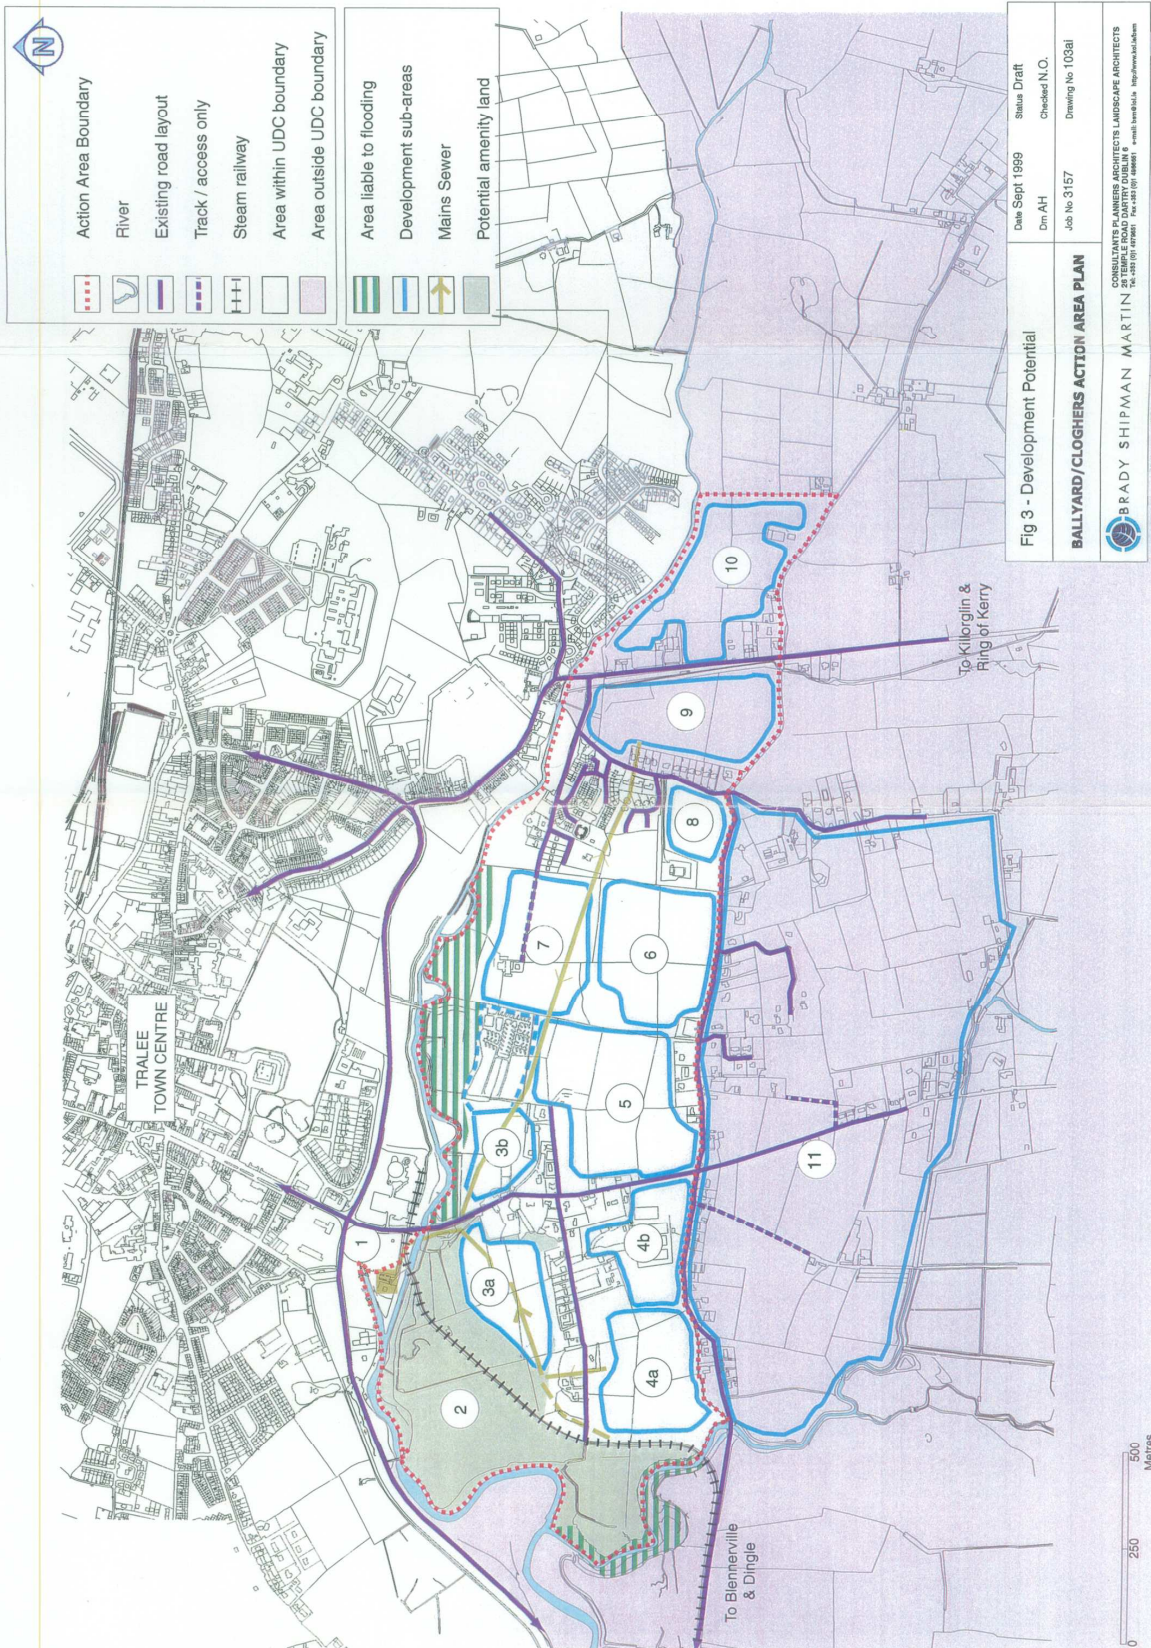 N
Action Area Boundary
River
Existing road layout
Track / access only
Steam railway
Area within UDC boundary
Area outside UDC boundary
Area liable to flooding
Development sub-areas
Mains Sewer
Potential amenity land
TRALEE
TOWN CENTRE
1
2
3a
3b
4a
4b
5
6
7
8
9
10
11
To Killorglin &
Ring of Kerry
To Blennerville
& Dingle
0 250 500
Metres
Fig 3 - Development Potential
Date Sept 1999 Status Draft
Drn AH Checked N.O.
BALLYARD/CLOGHERS ACTION AREA PLAN
Job No 3157 Drawing No 103ai
BRADY SHIPMAN MARTIN
CONSULTANTS PLANNERS ARCHITECTS LANDSCAPE ARCHITECTS
28 TEMPLE ROAD DARTRY DUBLIN 6